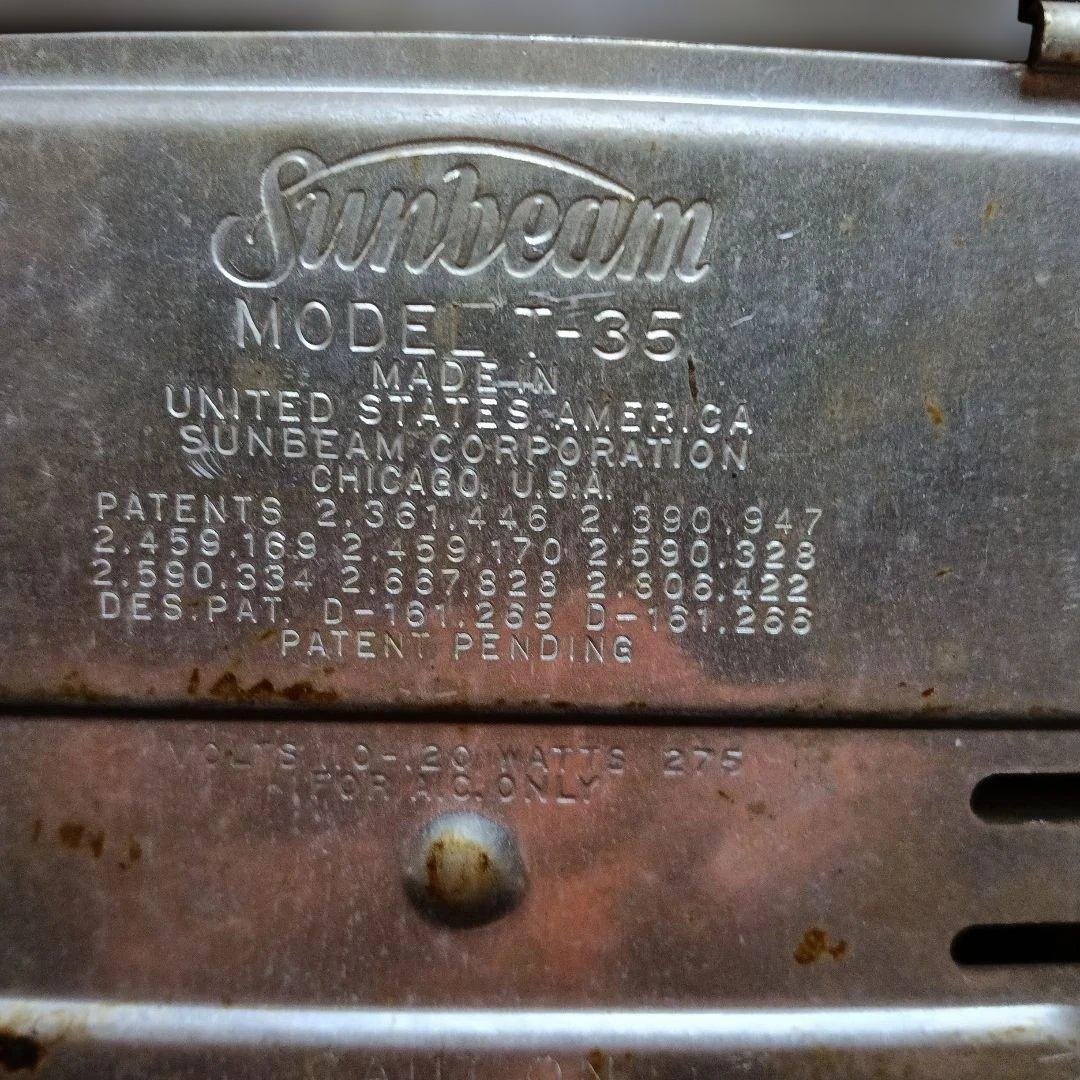 Sunbeam
MODEL T-35
MADE IN
UNITED STATES AMERICA
SUNBEAM CORPORATION
CHICAGO, U.S.A.
PATENTS 2.361.446 2.390.947
2.459.169 2.459.170 2.590.328
2.590.334 2.667.828 2.806.422
DES.PAT. D-161.265 D-161.266
PATENT PENDING
VOLTS 110-120 WATTS 1275
FOR A.C. ONLY